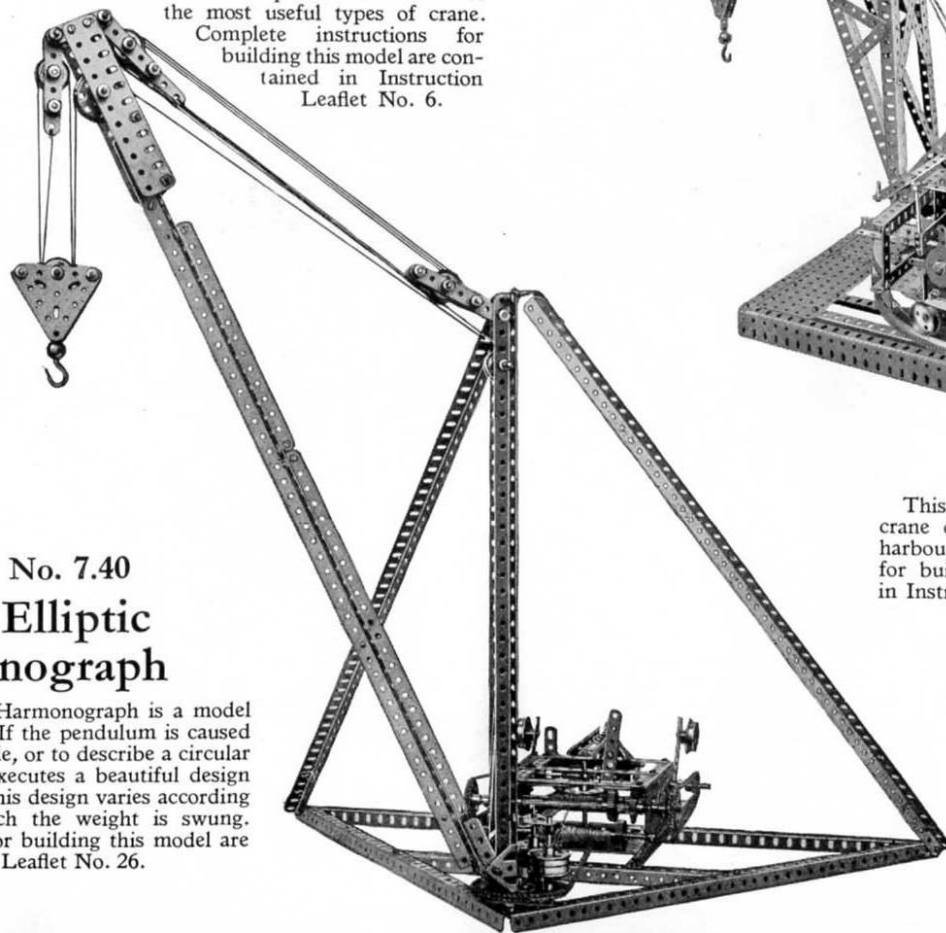 the most useful types of crane.
Complete instructions for
building this model are con-
tained in Instruction
Leaflet No. 6.
This
crane
harbou
for bui
in Instr
No. 7.40
Elliptic
nograph
Harmonograph is a model
If the pendulum is caused
e, or to describe a circular
xecutes a beautiful design
his design varies according
ch the weight is swung.
or building this model are
Leaflet No. 26.